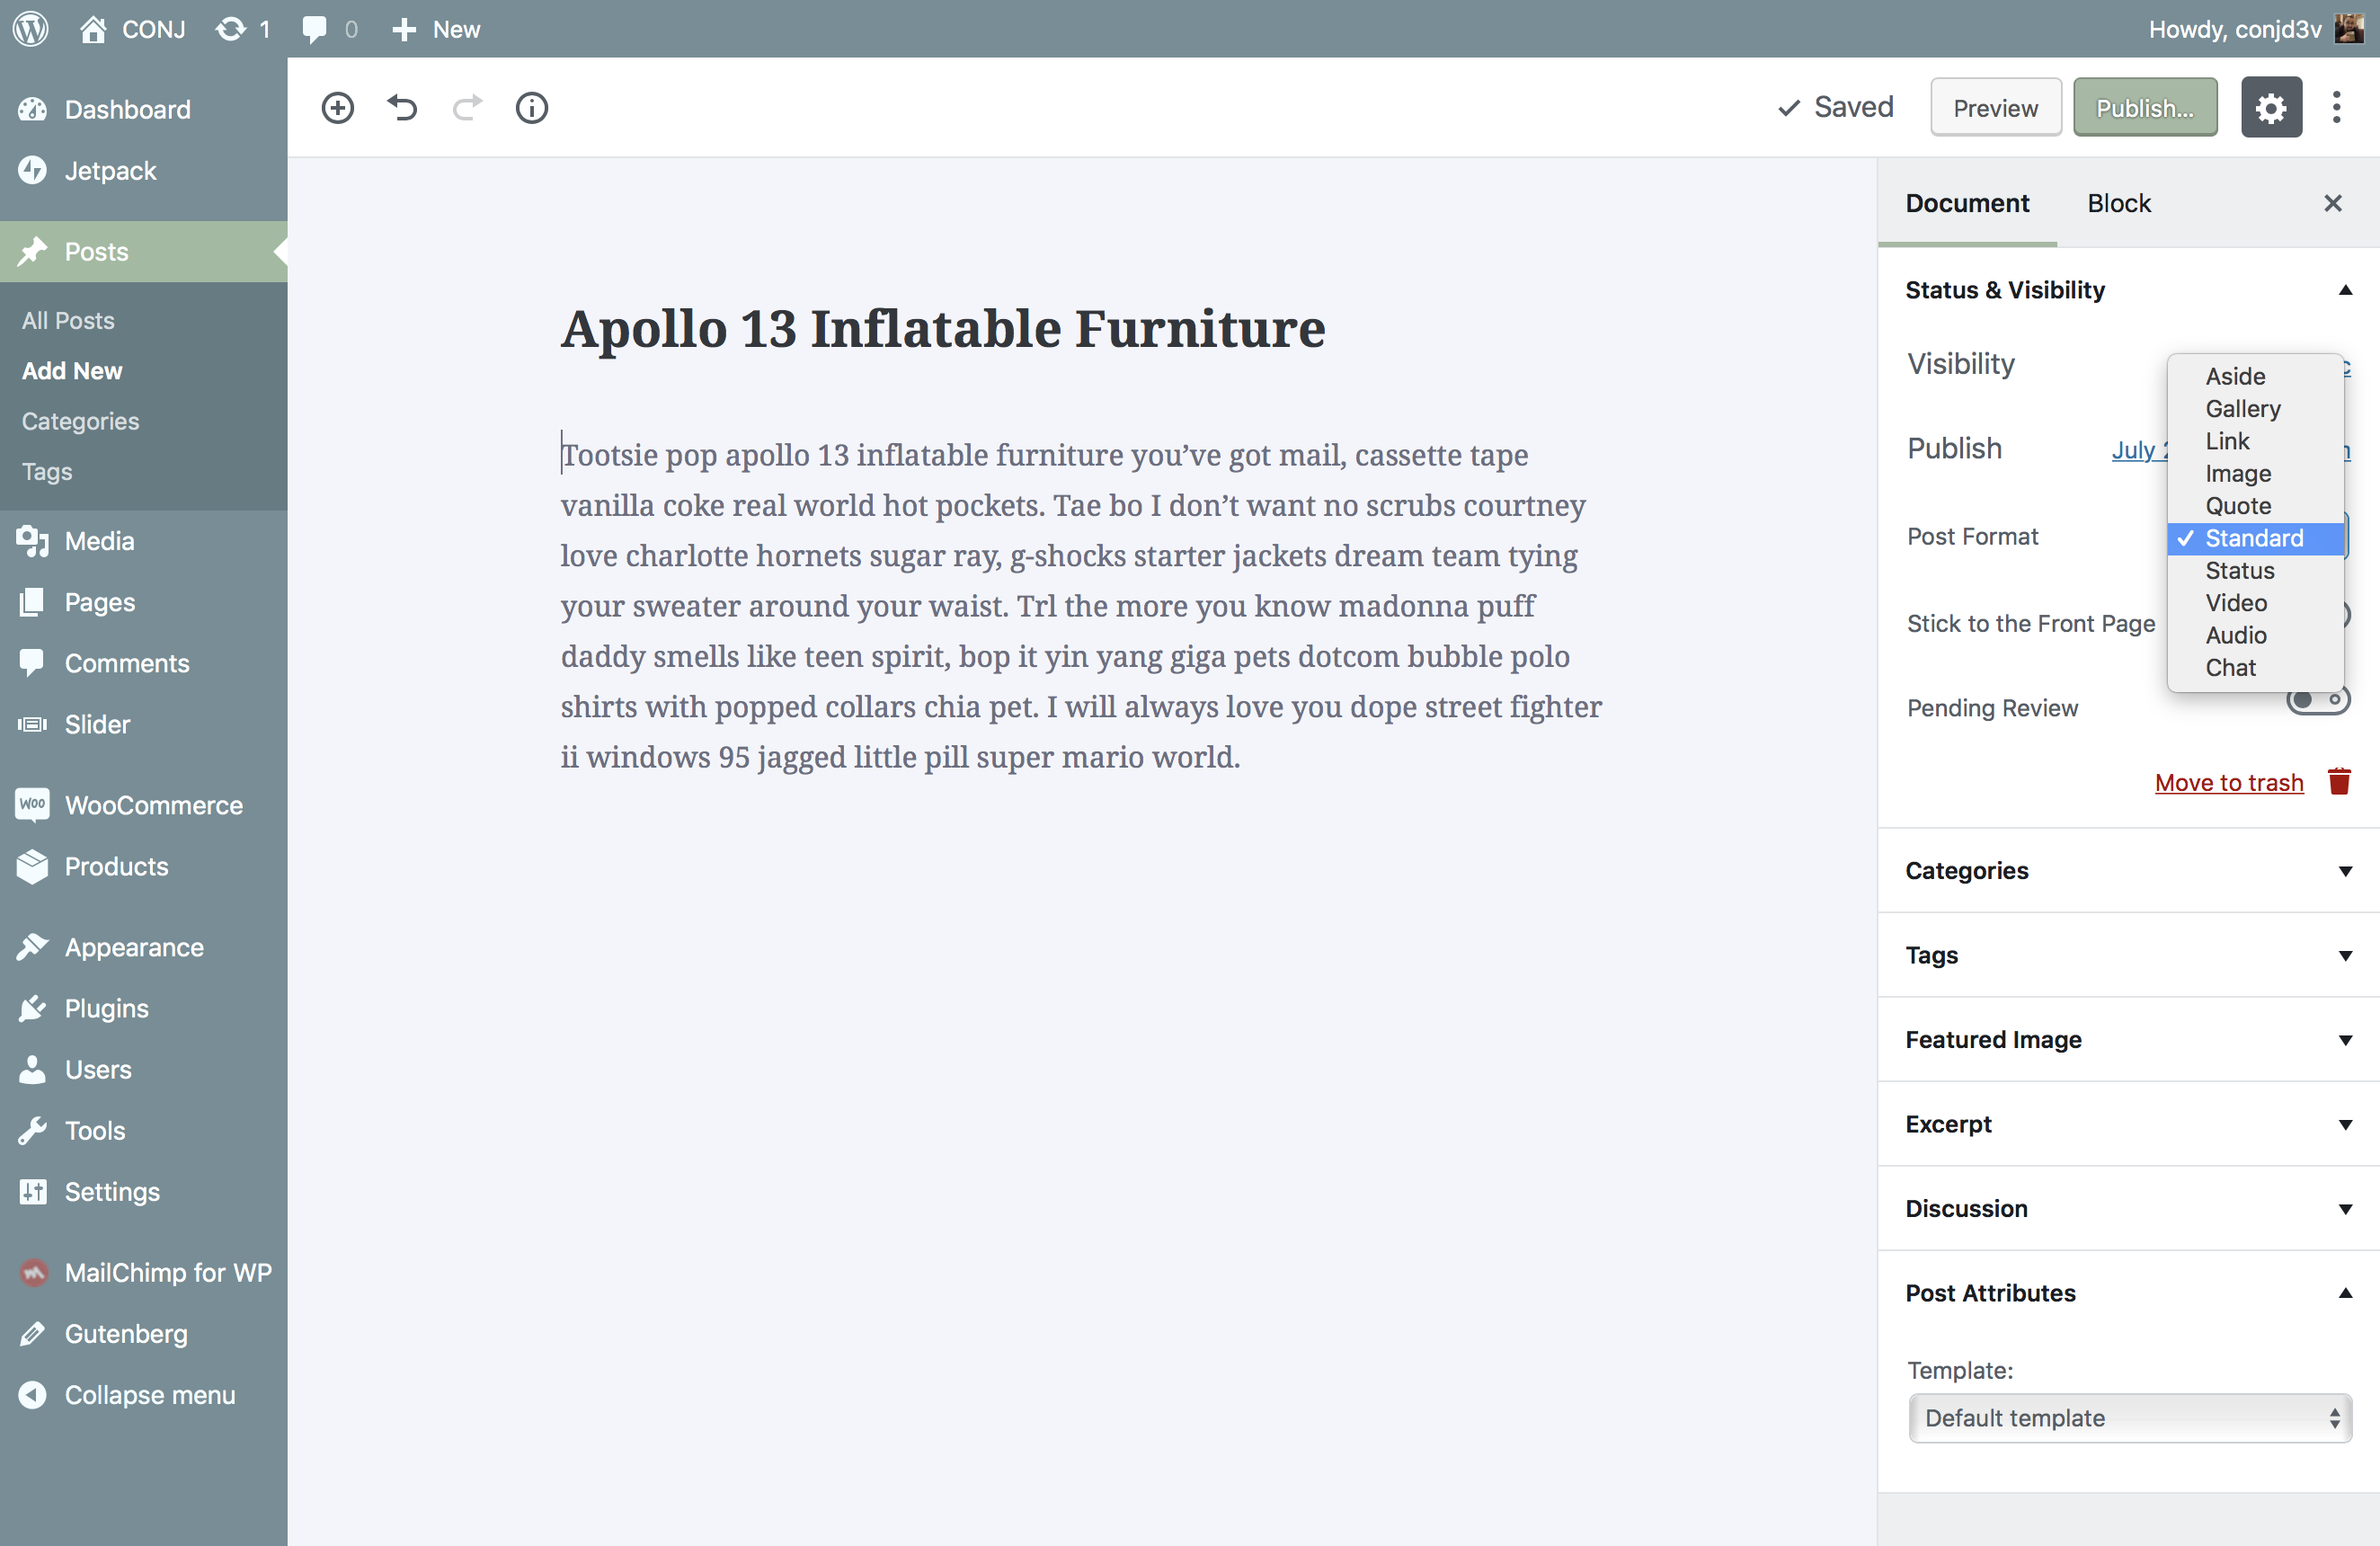 CONJ 1 0 New
Howdy, conjd3v
Dashboard
Jetpack
Posts
All Posts
Add New
Categories
Tags
Media
Pages
Comments
Slider
WooCommerce
Products
Appearance
Plugins
Users
Tools
Settings
MailChimp for WP
Gutenberg
Collapse menu
Saved Preview Publish...
Apollo 13 Inflatable Furniture
Tootsie pop apollo 13 inflatable furniture you’ve got mail, cassette tape
vanilla coke real world hot pockets. Tae bo I don’t want no scrubs courtney
love charlotte hornets sugar ray, g-shocks starter jackets dream team tying
your sweater around your waist. Trl the more you know madonna puff
daddy smells like teen spirit, bop it yin yang giga pets dotcom bubble polo
shirts with popped collars chia pet. I will always love you dope street fighter
ii windows 95 jagged little pill super mario world.
Document Block
Status & Visibility
Visibility
Publish July
Post Format
Stick to the Front Page
Pending Review
Aside
Gallery
Link
Image
Quote
Standard
Status
Video
Audio
Chat
Move to trash
Categories
Tags
Featured Image
Excerpt
Discussion
Post Attributes
Template:
Default template